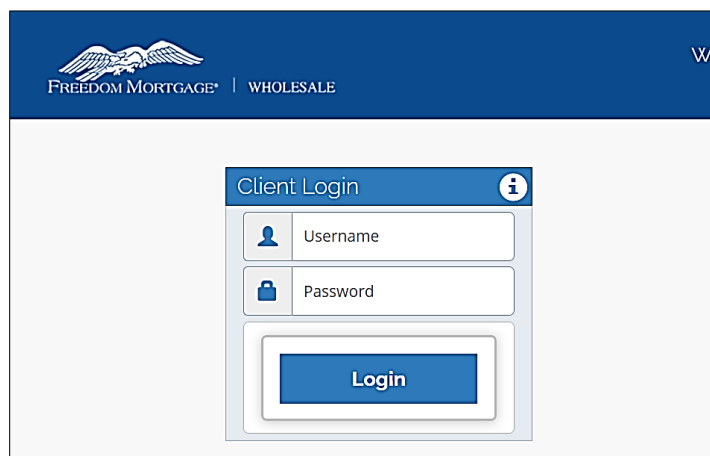 W
FREEDOM MORTGAGE® | WHOLESALE
Client Login
Username
Password
Login